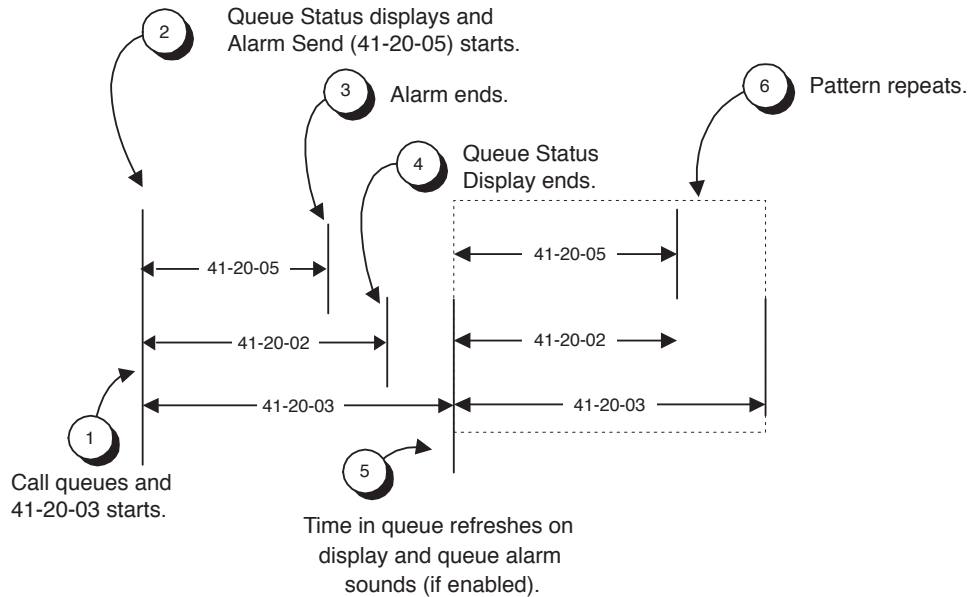 2
Queue Status displays and
Alarm Send (41-20-05) starts.
3
Alarm ends.
6
Pattern repeats.
4
Queue Status
Display ends.
41-20-05
41-20-05
41-20-02
41-20-02
41-20-03
41-20-03
1
Call queues and
41-20-03 starts.
5
Time in queue refreshes on
display and queue alarm
sounds (if enabled).